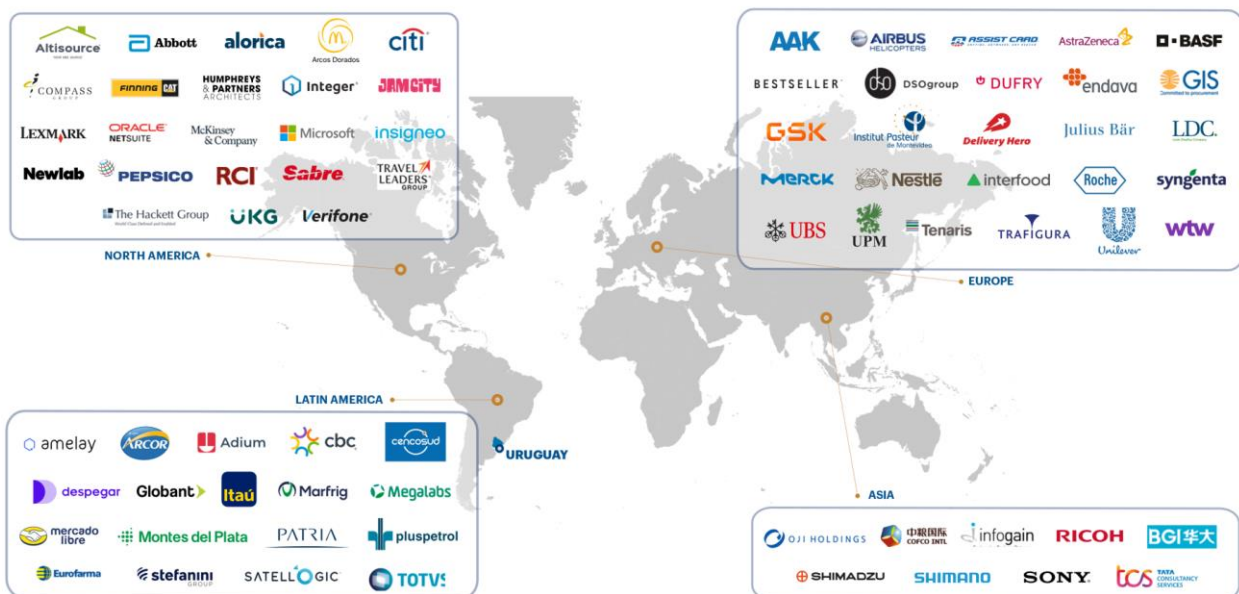 Altisource
Abbott
alorica
Arcos Dorados
citi
COMPASS
GROUP
FINNING CAT
HUMPHREYS
& PARTNERS
ARCHITECTS
Integer
JAMCITY
LEXMARK
ORACLE
NETSUITE
McKinsey
& Company
Microsoft
insigneo
Newlab
PEPSICO
RCI
Sabre
TRAVEL
LEADERS
GROUP
The Hackett Group
UKG
Verifone
NORTH AMERICA
AAK
AIRBUS
HELICOPTERS
ASSIST CARD
AstraZeneca
BASF
BESTSELLER
dso
DSOgroup
DUFRY
endava
GIS
Committed to procurement
GSK
Institut Pasteur
de Montevideo
Delivery Hero
Julius Bär
LDC.
MERCK
Nestlé
interfood
Roche
syngenta
UBS
UPM
Tenaris
TRAFIGURA
Unilever
wtw
EUROPE
LATIN AMERICA
URUGUAY
amelay
ARCOR
Adium
cbc
cencosud
despegar
Globant
Itaú
Marfrig
Megalabs
mercado
libre
Montes del Plata
PATRIA
pluspetrol
Eurofarma
stefanini
GROUP
SATELLOGIC
TOTVS
ASIA
OJI HOLDINGS
中粮国际
COFCO INTL
infogain
RICOH
BGI华大
SHIMADZU
SHIMANO
SONY
tcs
TATA
CONSULTANCY
SERVICES